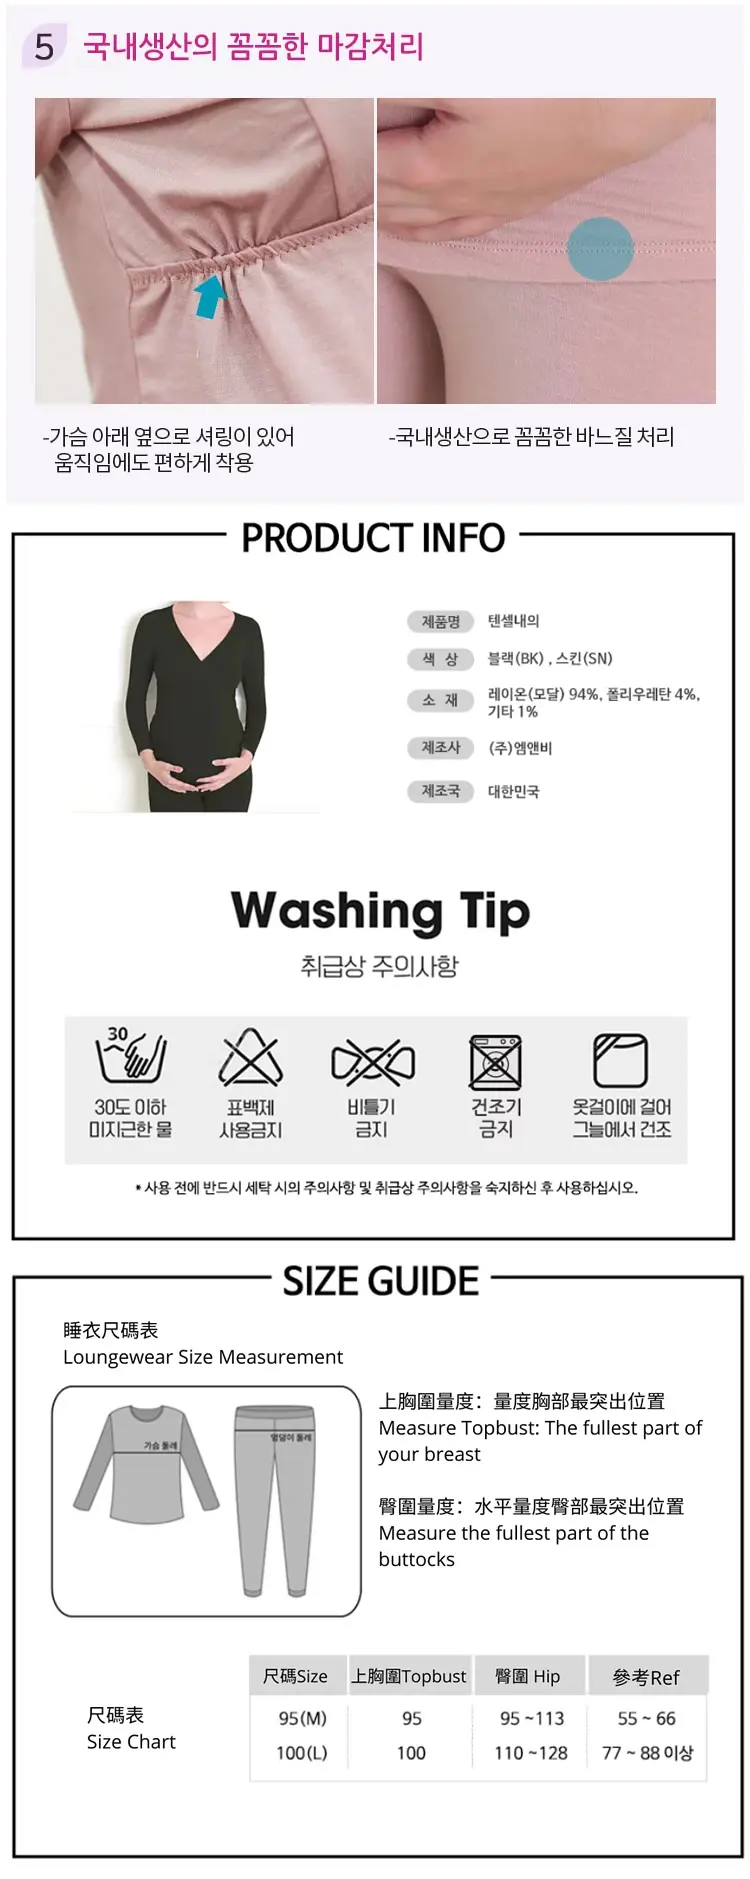 5 국내생산의 꼼꼼한 마감처리
-가슴 아래 옆으로 셔링이 있어
움직임에도 편하게 착용
-국내생산으로 꼼꼼한 바느질 처리
PRODUCT INFO
제품명 텐셀내의
색 상 블랙(BK) , 스킨(SN)
소 재 레이온(모달) 94%, 폴리우레탄 4%,
기타 1%
제조사 (주)엠앤비
제조국 대한민국
Washing Tip
취급상 주의사항
30
30도 이하
미지근한 물
표백제
사용금지
비틀기
금지
건조기
금지
옷걸이에 걸어
그늘에서 건조
* 사용 전에 반드시 세탁 시의 주의사항 및 취급상 주의사항을 숙지하신 후 사용하십시오.
SIZE GUIDE
睡衣尺碼表
Loungewear Size Measurement
가슴 둘레
엉덩이 둘레
上胸圍量度：量度胸部最突出位置
Measure Topbust: The fullest part of
your breast
臀圍量度：水平量度臀部最突出位置
Measure the fullest part of the
buttocks
尺碼表
Size Chart
尺碼Size 上胸圍Topbust 臀圍 Hip 參考Ref
95(M) 95 95 ~113 55 ~ 66
100(L) 100 110 ~128 77 ~ 88 이상